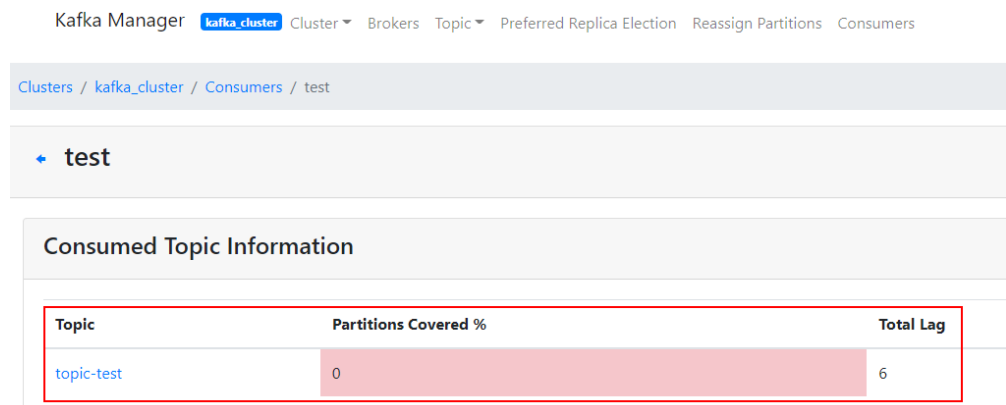 Kafka Manager kafka_cluster Cluster Brokers Topic Preferred Replica Election Reassign Partitions Consumers
Clusters / kafka_cluster / Consumers / test
test
Consumed Topic Information
Topic Partitions Covered % Total Lag
topic-test 0 6